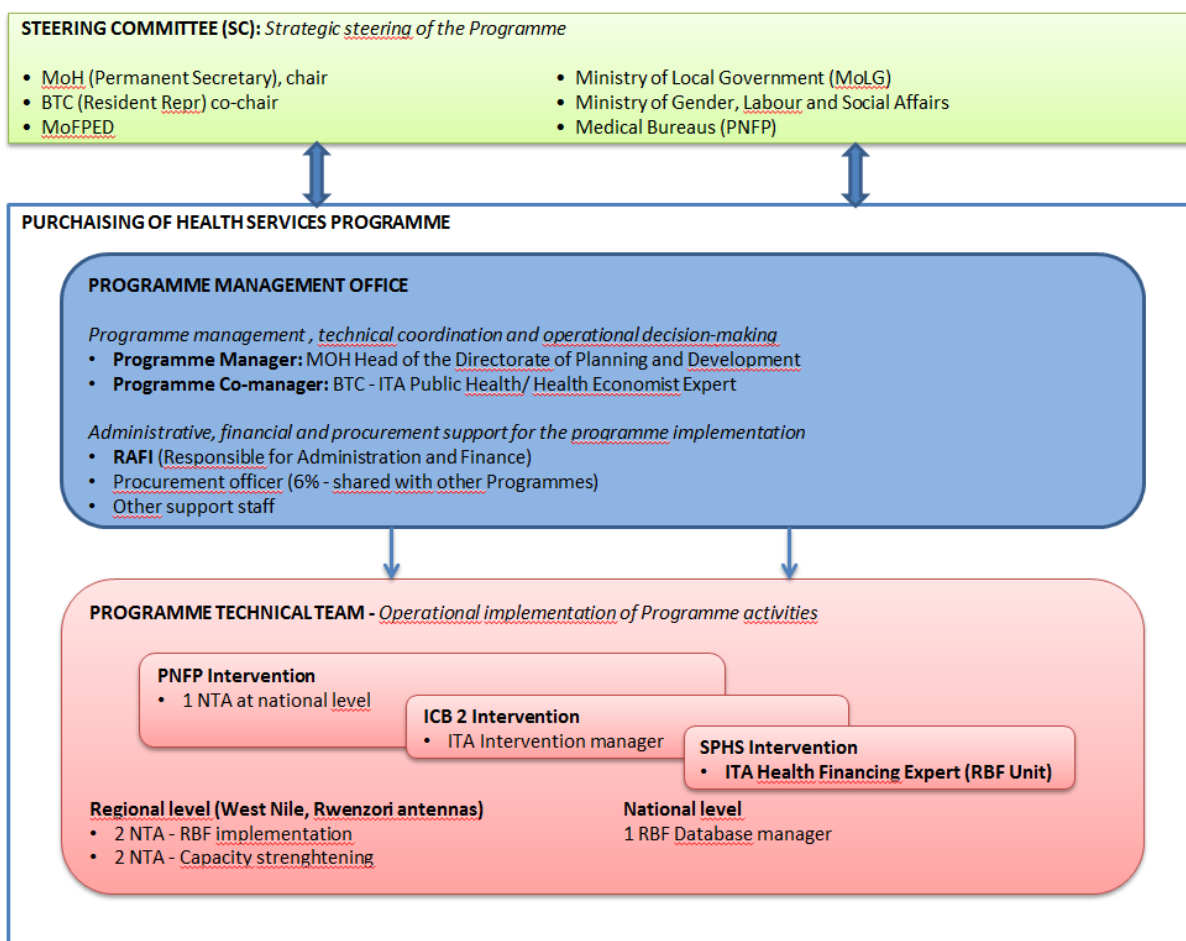 STEERING COMMITTEE (SC): Strategic steering of the Programme
• MoH (Permanent Secretary), chair
• BTC (Resident Repr) co-chair
• MoFPED
• Ministry of Local Government (MoLG)
• Ministry of Gender, Labour and Social Affairs
• Medical Bureaus (PNFP)
PURCHAISING OF HEALTH SERVICES PROGRAMME
PROGRAMME MANAGEMENT OFFICE
Programme management , technical coordination and operational decision-making
• Programme Manager: MOH Head of the Directorate of Planning and Development
• Programme Co-manager: BTC - ITA Public Health/ Health Economist Expert
Administrative, financial and procurement support for the programme implementation
• RAFI (Responsible for Administration and Finance)
• Procurement officer (6% - shared with other Programmes)
• Other support staff
PROGRAMME TECHNICAL TEAM - Operational implementation of Programme activities
PNFP Intervention
• 1 NTA at national level
ICB 2 Intervention
• ITA Intervention manager
SPHS Intervention
• ITA Health Financing Expert (RBF Unit)
Regional level (West Nile, Rwenzori antennas)
• 2 NTA - RBF implementation
• 2 NTA - Capacity strenghtening
National level
1 RBF Database manager